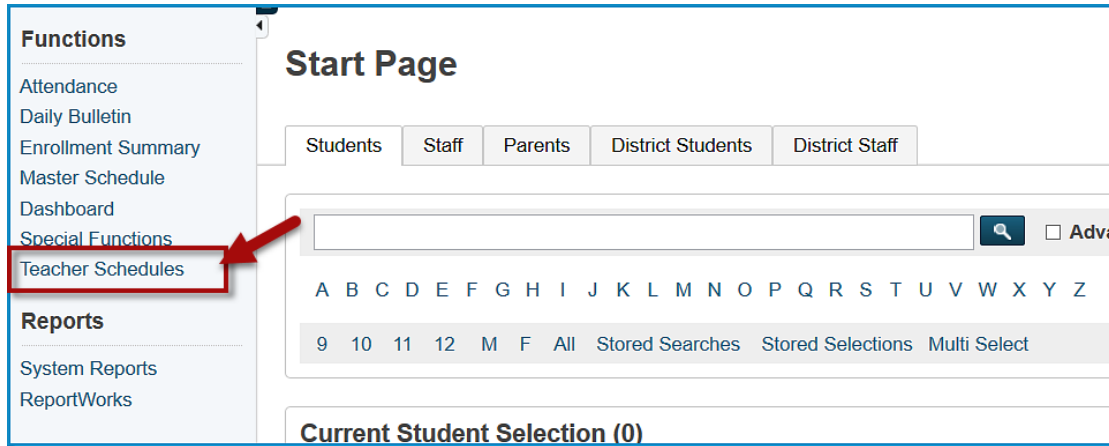 Functions
Attendance
Daily Bulletin
Enrollment Summary
Master Schedule
Dashboard
Special Functions
Teacher Schedules
Reports
System Reports
ReportWorks
Start Page
Students Staff Parents District Students District Staff
Adva
A B C D E F G H I J K L M N O P Q R S T U V W X Y Z
9 10 11 12 M F All Stored Searches Stored Selections Multi Select
Current Student Selection (0)